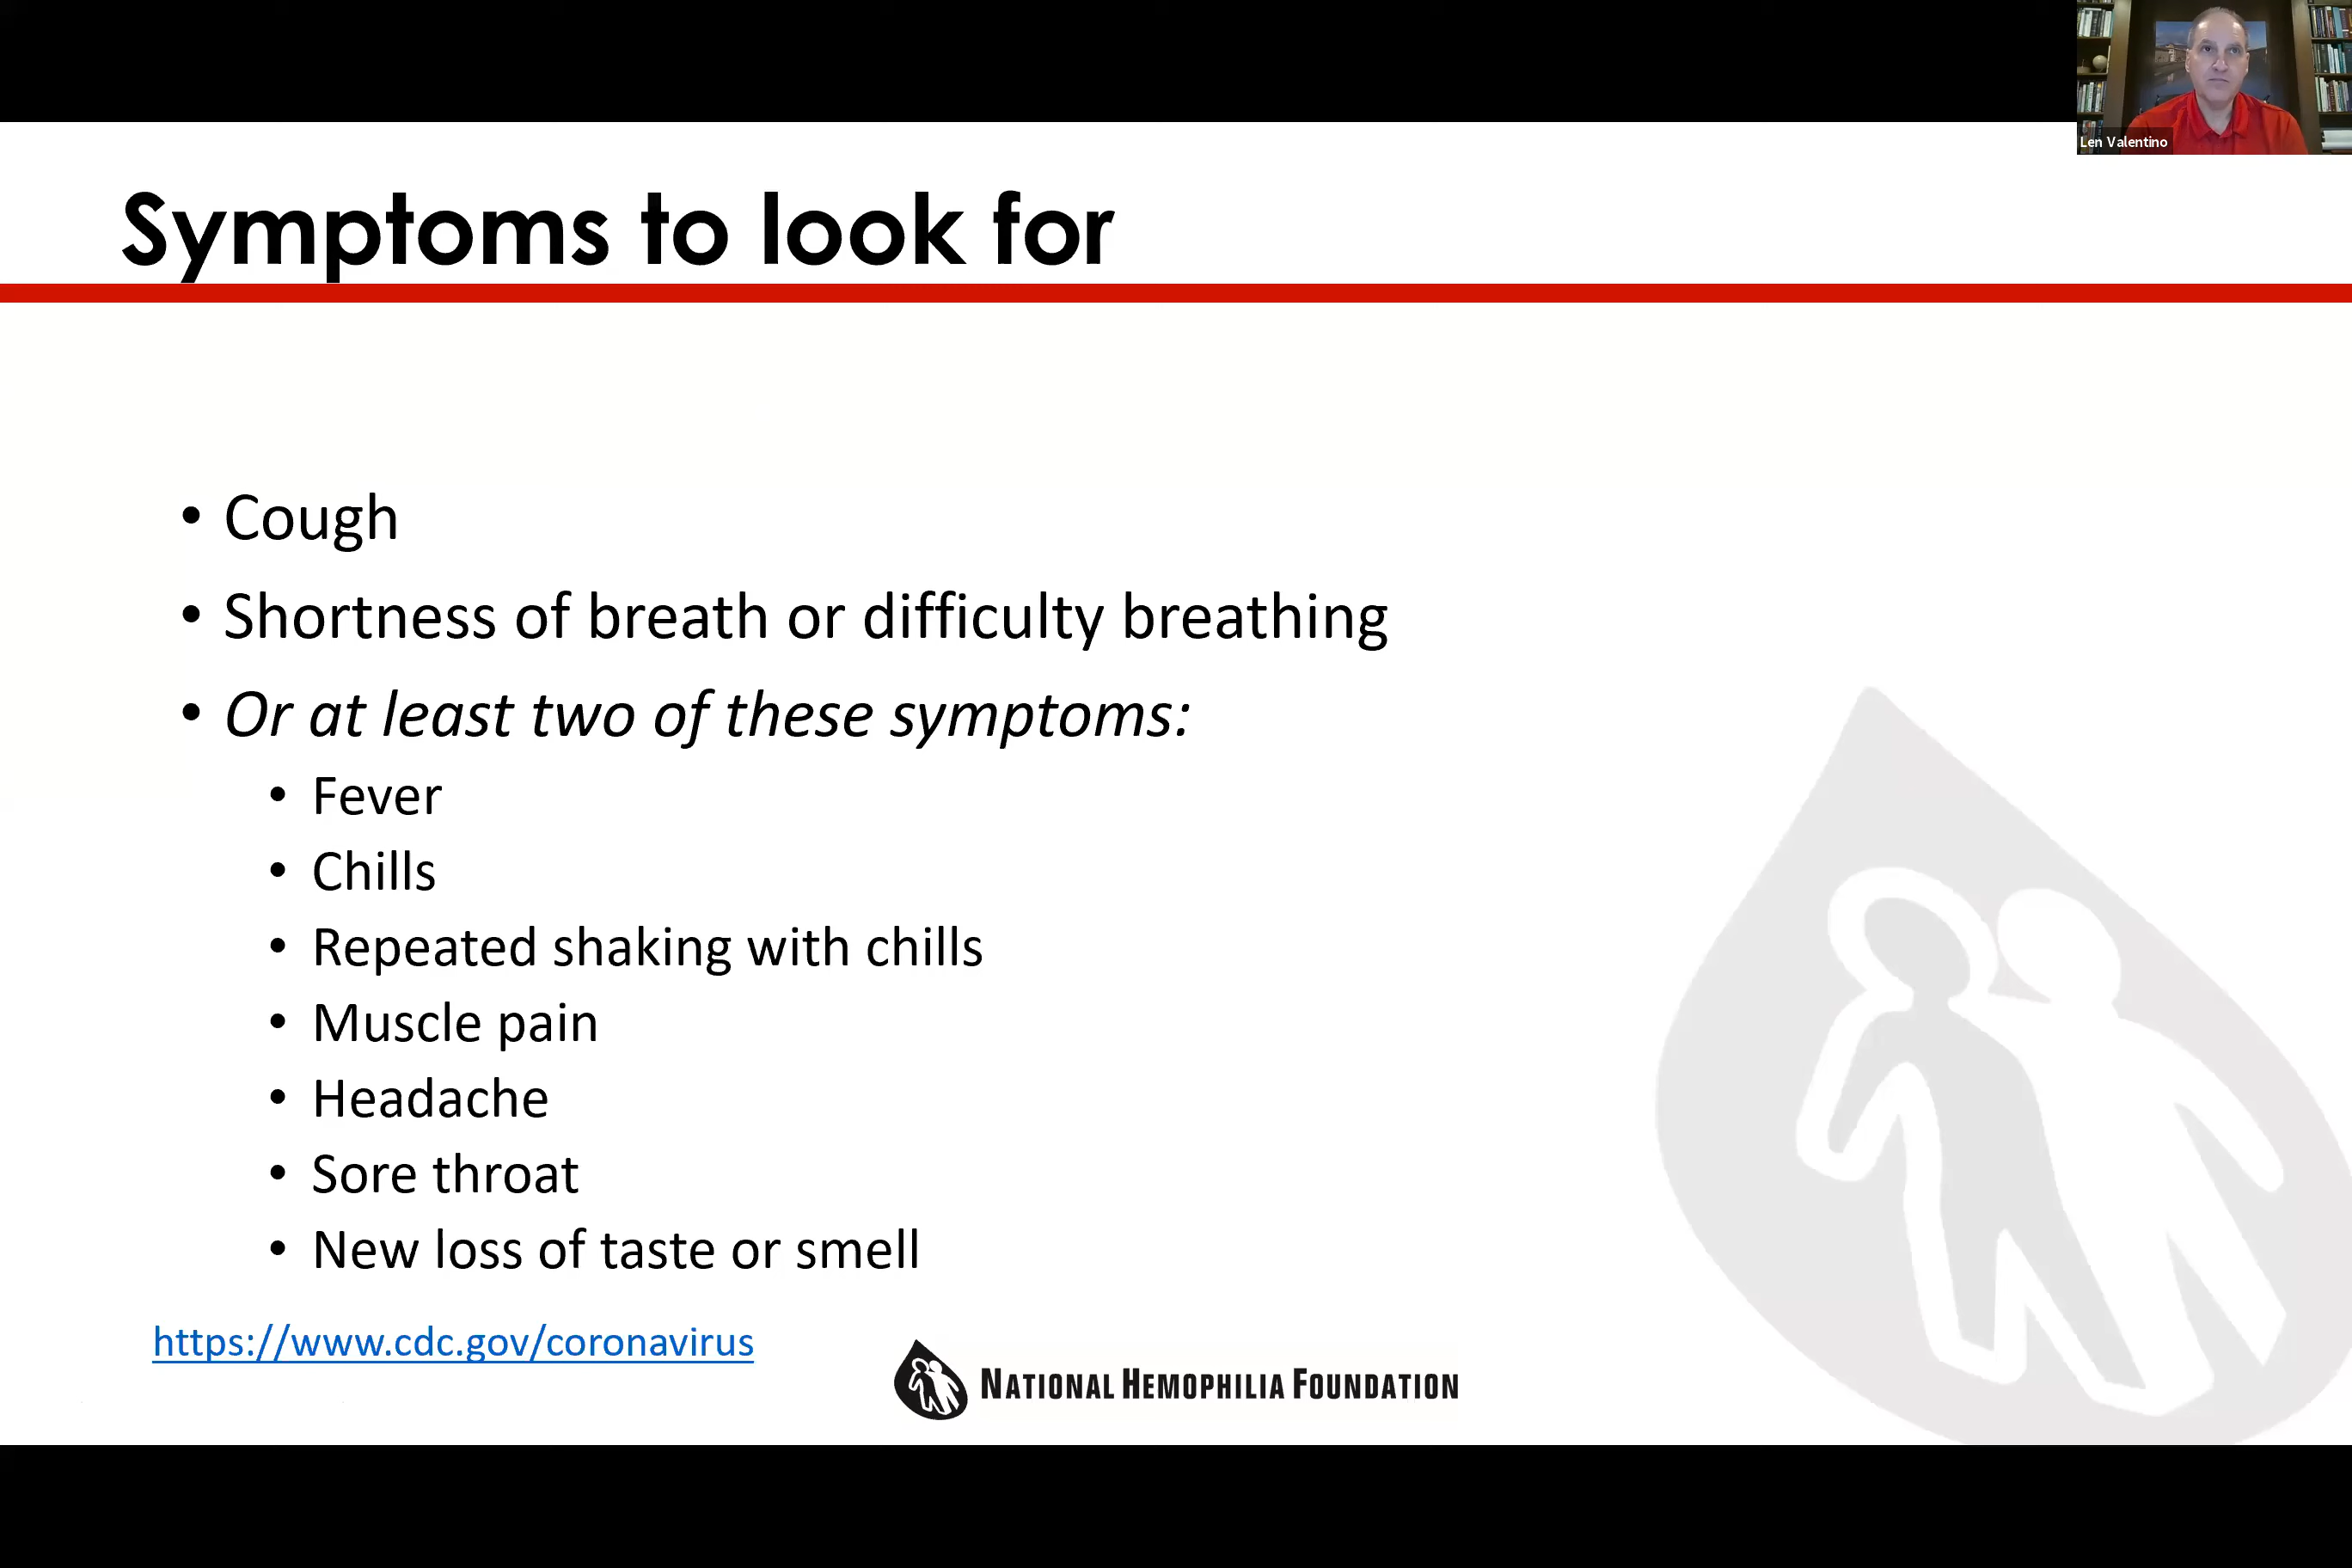 Len Valentino
Symptoms to look for
• Cough
• Shortness of breath or difficulty breathing
• Or at least two of these symptoms:
• Fever
• Chills
• Repeated shaking with chills
• Muscle pain
• Headache
• Sore throat
• New loss of taste or smell
https://www.cdc.gov/coronavirus
NATIONAL HEMOPHILIA FOUNDATION